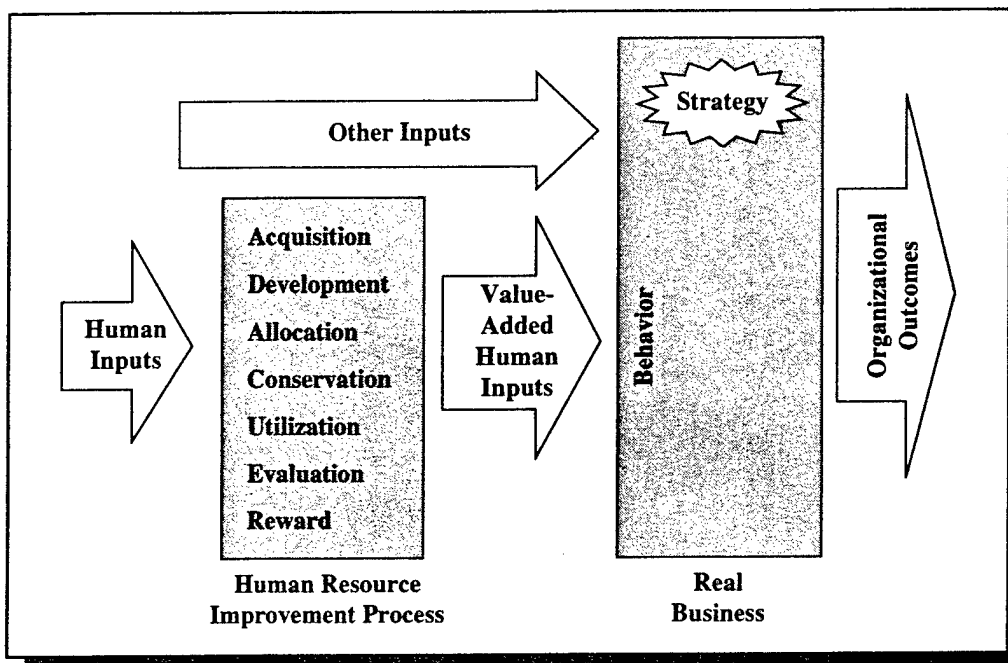 Strategy
Other Inputs
Human
Inputs
Acquisition
Development
Allocation
Conservation
Utilization
Evaluation
Reward
Human Resource
Improvement Process
Value-
Added
Human
Inputs
Behavior
Real
Business
Organizational
Outcomes